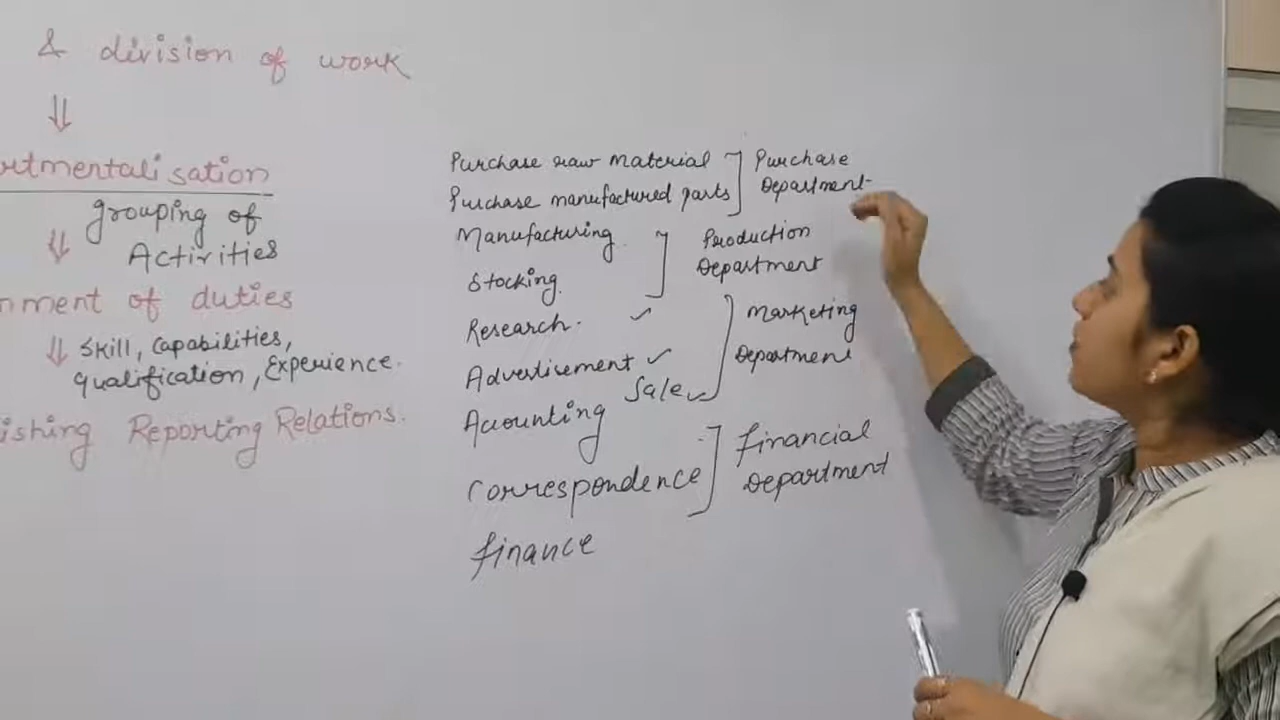 & division of work
⇓
rtmentalisation
grouping of
⇓
Activities
nment of duties
⇓ Skill, Capabilities,
Qualification, Experience.
ishing Reporting Relations.
Purchase raw material ] Purchase
Purchase manufactured parts Department
Manufacturing ] Production
Stocking. Department
Research. ✓ ] Marketing
Advertisement ✓ Department
Sale ✓
Accounting ] financial
Correspondence Department
finance